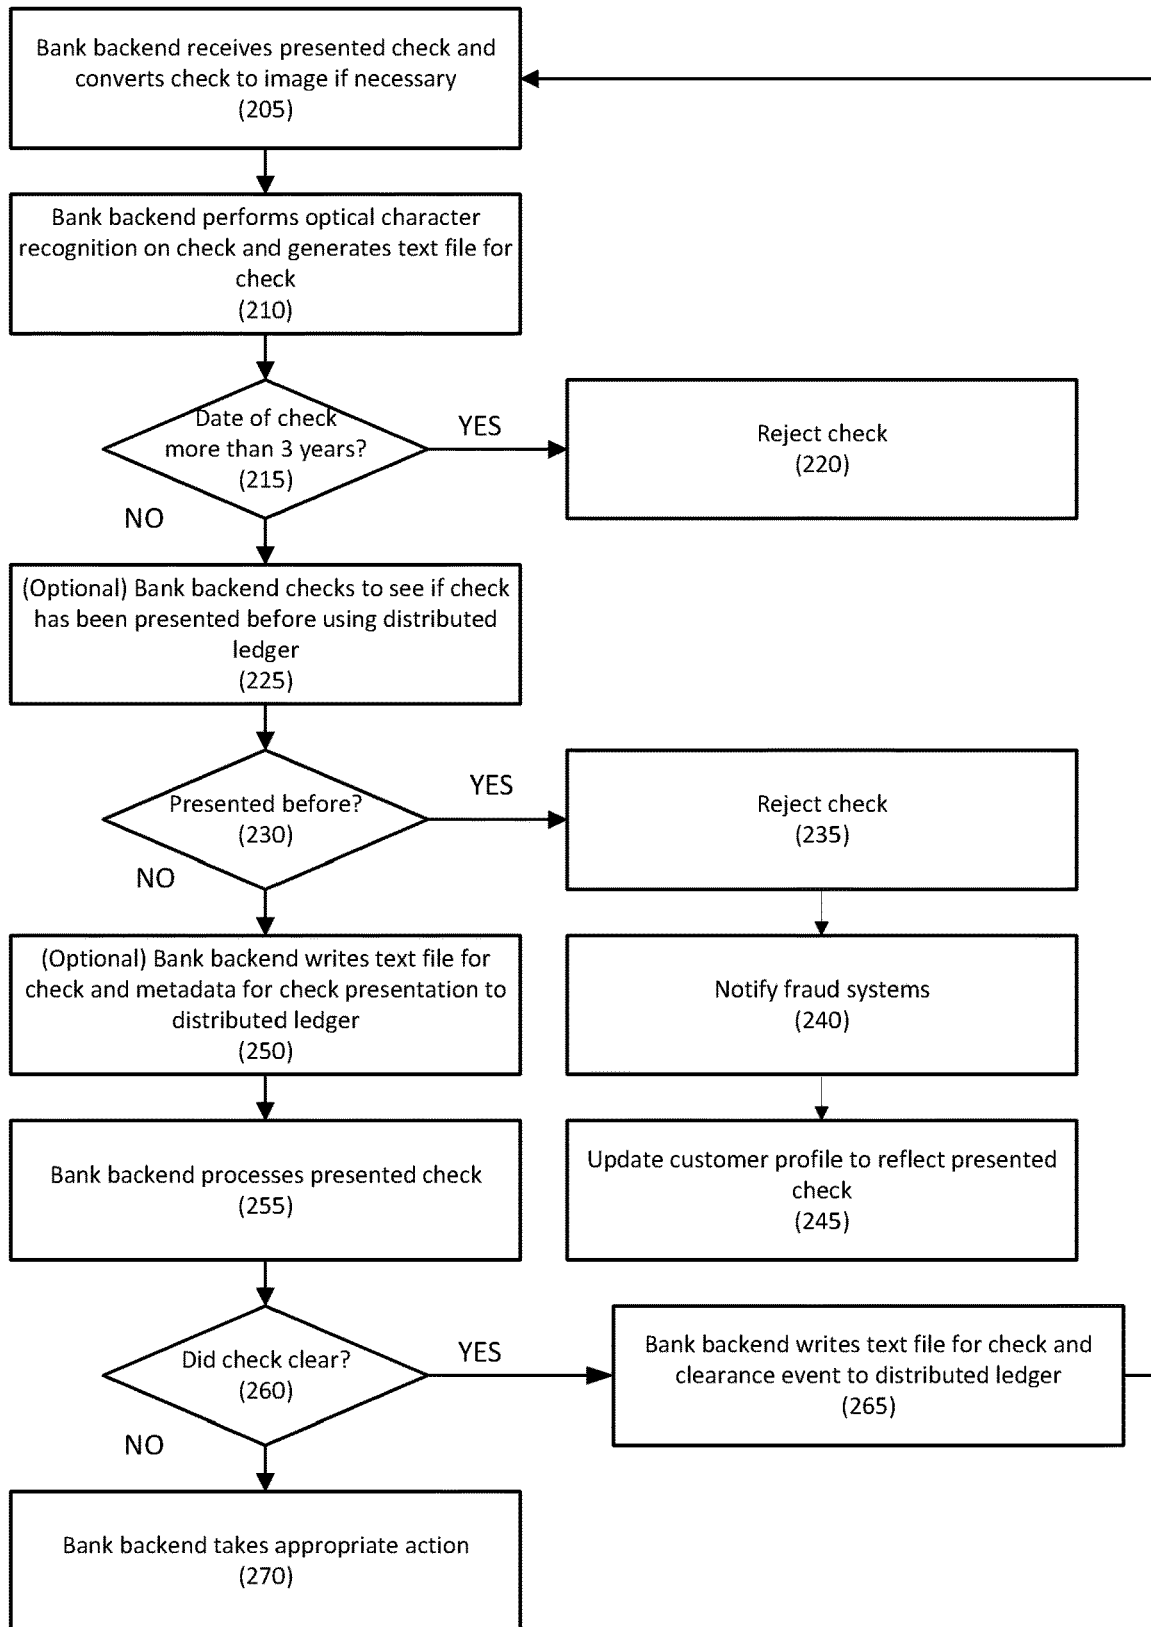 Bank backend receives presented check and
converts check to image if necessary
(205)
Bank backend performs optical character
recognition on check and generates text file for
check
(210)
Date of check
more than 3 years?
(215)
YES
NO
Reject check
(220)
(Optional) Bank backend checks to see if check
has been presented before using distributed
ledger
(225)
Presented before?
(230)
YES
NO
Reject check
(235)
(Optional) Bank backend writes text file for
check and metadata for check presentation to
distributed ledger
(250)
Notify fraud systems
(240)
Bank backend processes presented check
(255)
Update customer profile to reflect presented
check
(245)
Did check clear?
(260)
YES
NO
Bank backend writes text file for check and
clearance event to distributed ledger
(265)
Bank backend takes appropriate action
(270)